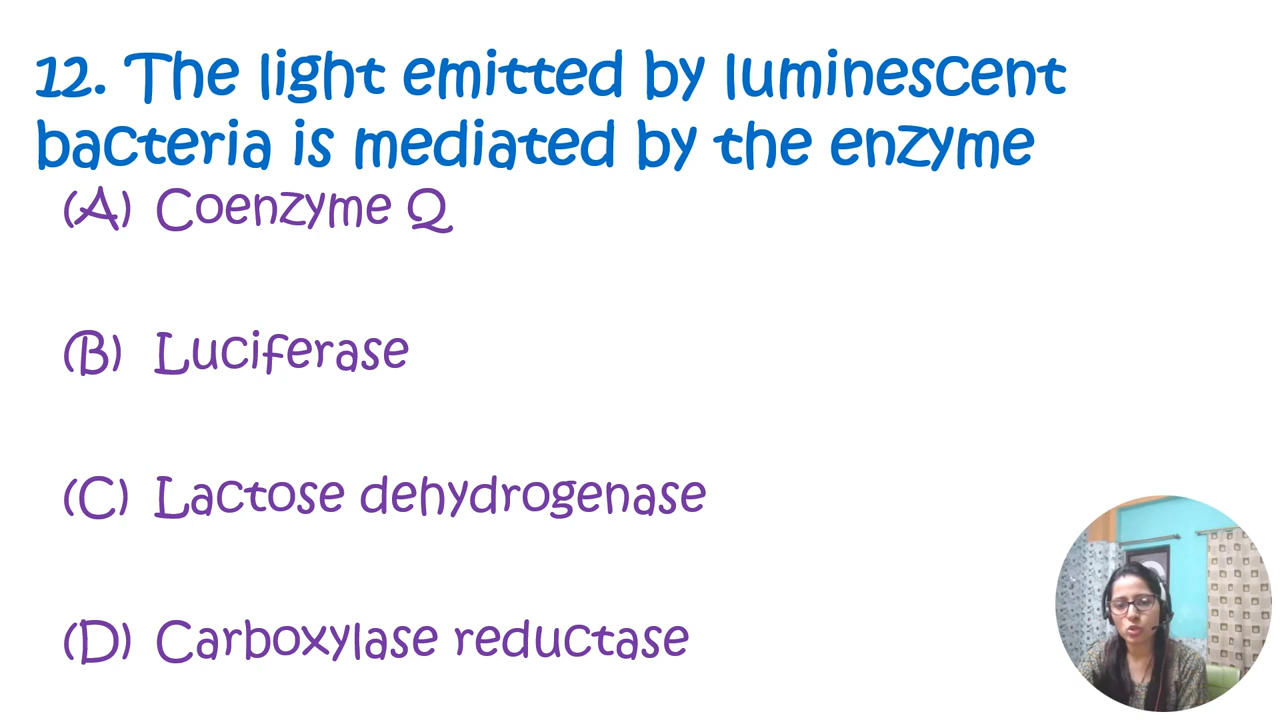 12. The light emitted by luminescent
bacteria is mediated by the enzyme
(A) Coenzyme Q
(B) Luciferase
(C) Lactose dehydrogenase
(D) Carboxylase reductase